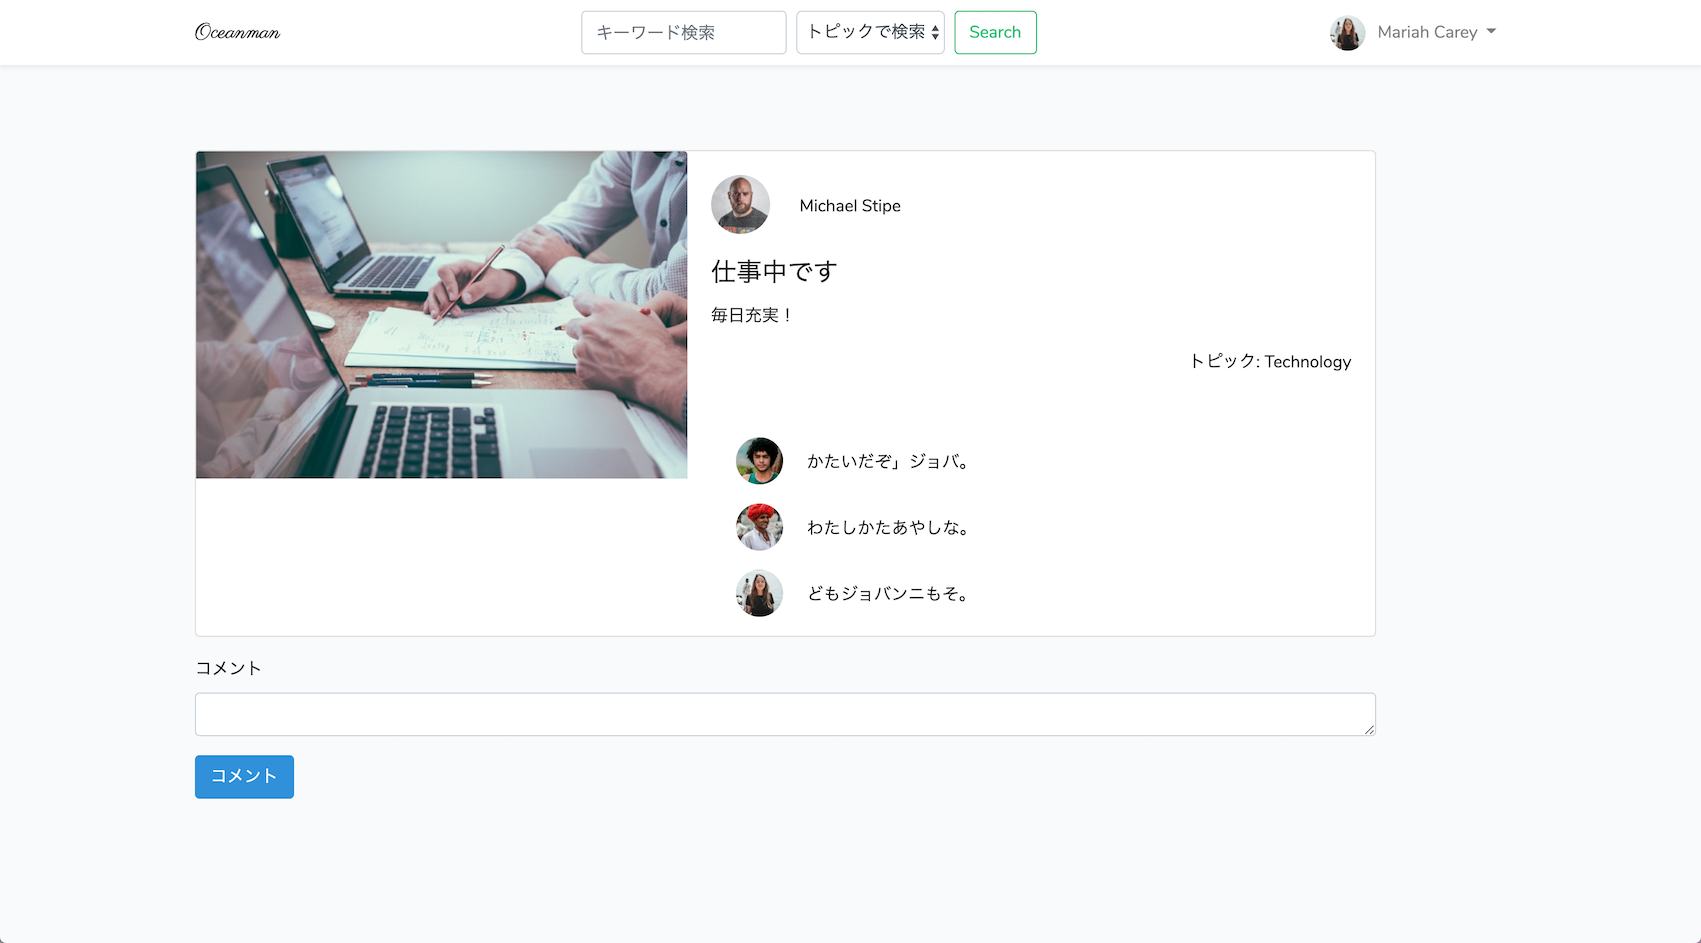 Oceanman
キーワード検索
トピックで検索
Search
Mariah Carey
Michael Stipe
仕事中です
毎日充実！
トピック: Technology
かたいだぞ」ジョバ。
わたしかたあやしな。
どもジョバンニもそ。
コメント
コメント